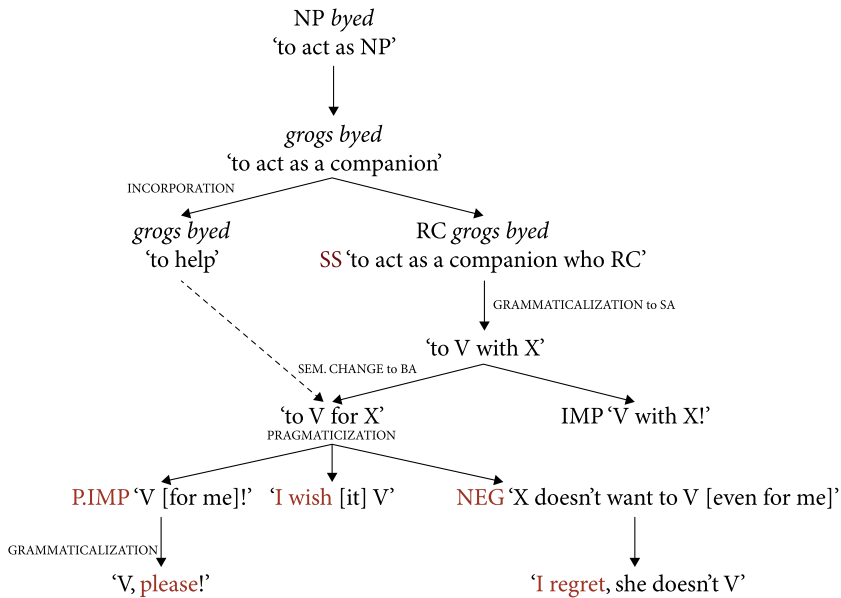 NP byed
‘to act as NP’
grogs byed
‘to act as a companion’
INCORPORATION
grogs byed
‘to help’
RC grogs byed
SS ‘to act as a companion who RC’
GRAMMATICALIZATION to SA
‘to V with X’
SEM. CHANGE to BA
‘to V for X’
PRAGMATICIZATION
IMP ‘V with X!’
P.IMP ‘V [for me]!’
‘I wish [it] V’
NEG ‘X doesn’t want to V [even for me]’
GRAMMATICALIZATION
‘V, please!’
‘I regret, she doesn’t V’